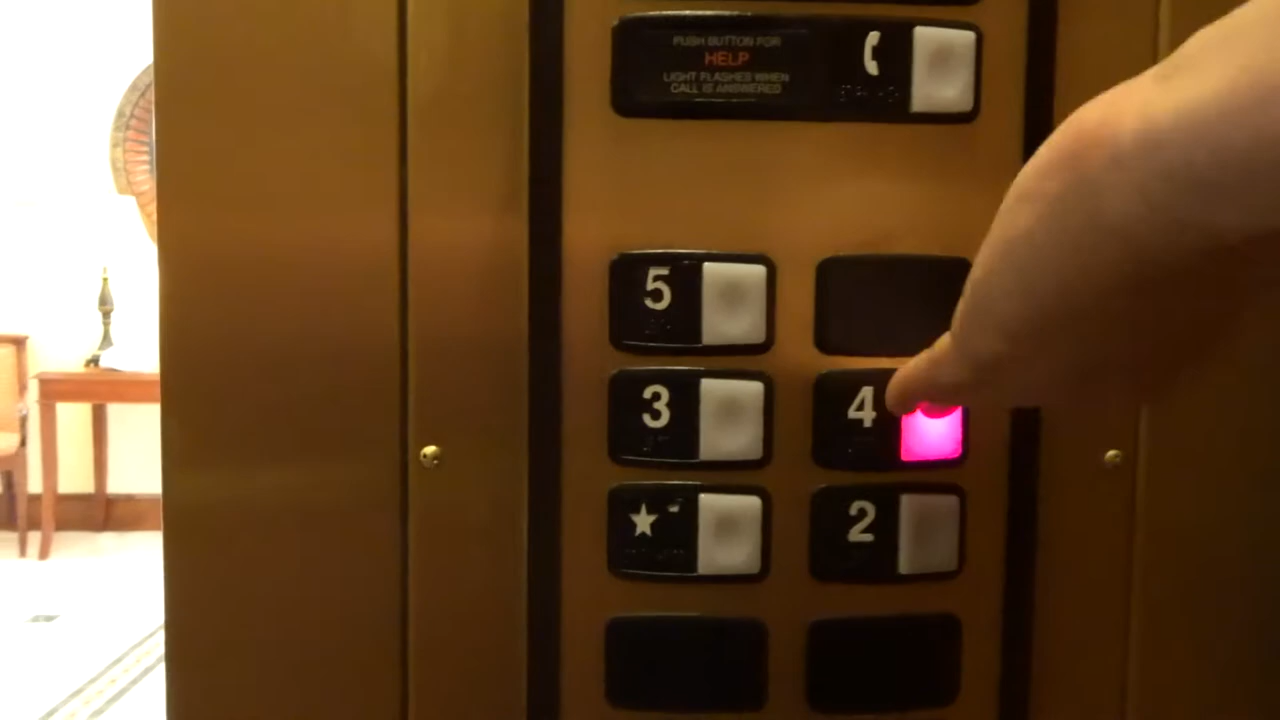 PUSH BUTTON FOR
HELP
LIGHT FLASHES WHEN
CALL IS ANSWERED
5
3 4
★ 2